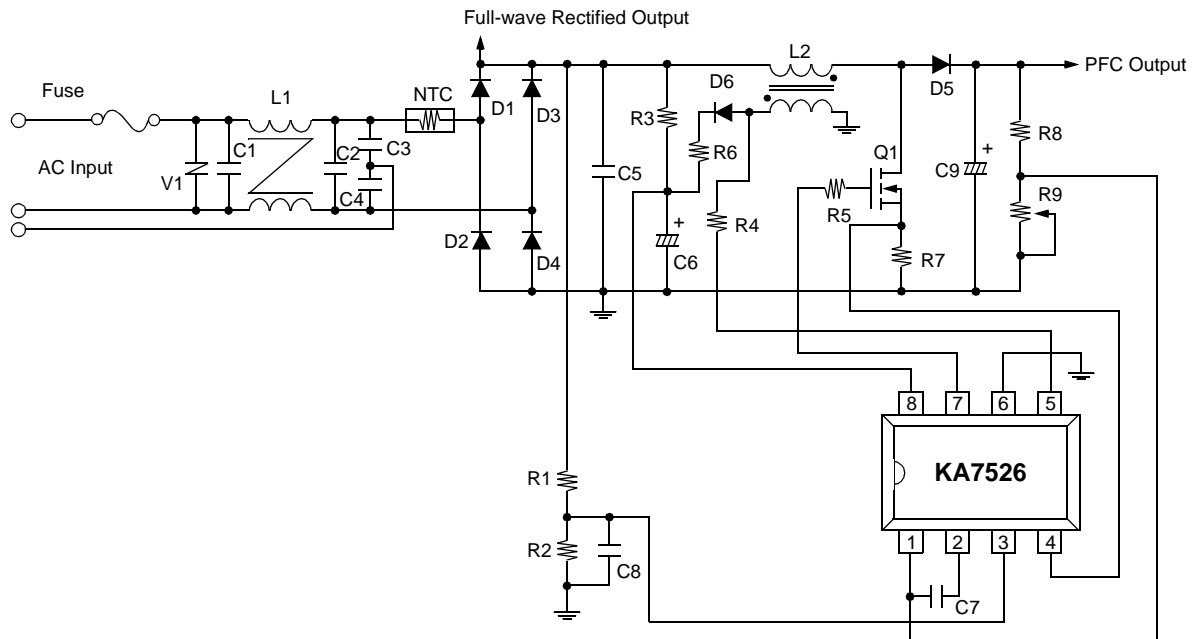 Full-wave Rectified Output
L2
PFC Output
Fuse
L1
NTC
D1
D3
D6
D5
R3
R6
R8
AC Input
V1
C1
C2
C3
C4
C5
Q1
+
C9
R9
R5
+
R4
D2
D4
C6
R7
8
7
6
5
KA7526
R1
R2
C8
1
2
3
4
C7